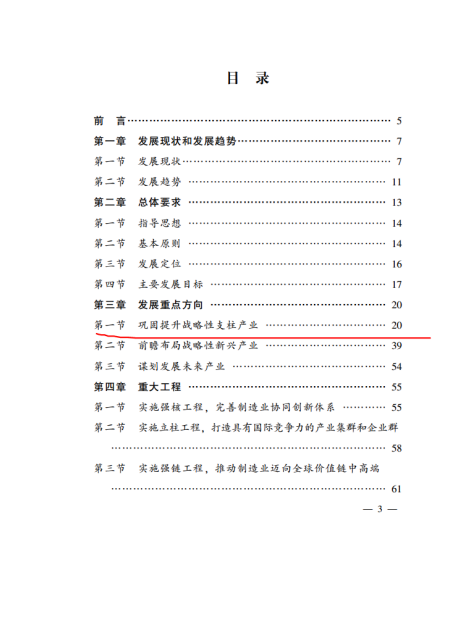 目 录
前 言…………………………………………………………… 5
第一章 发展现状和发展趋势…………………………………… 7
第一节 发展现状……………………………………………… 7
第二节 发展趋势 …………………………………………… 11
第二章 总体要求 …………………………………………… 13
第一节 指导思想 …………………………………………… 14
第二节 基本原则 …………………………………………… 14
第三节 发展定位 …………………………………………… 16
第四节 主要发展目标 ……………………………………… 17
第三章 发展重点方向 ……………………………………… 20
第一节 巩固提升战略性支柱产业 ………………………… 20
第二节 前瞻布局战略性新兴产业 ………………………… 39
第三节 谋划发展未来产业 ………………………………… 54
第四章 重大工程 …………………………………………… 55
第一节 实施强核工程，完善制造业协同创新体系 ………… 55
第二节 实施立柱工程，打造具有国际竞争力的产业集群和企业群
……………………………………………………………… 58
第三节 实施强链工程，推动制造业迈向全球价值链中高端
……………………………………………………………… 61
— 3 —